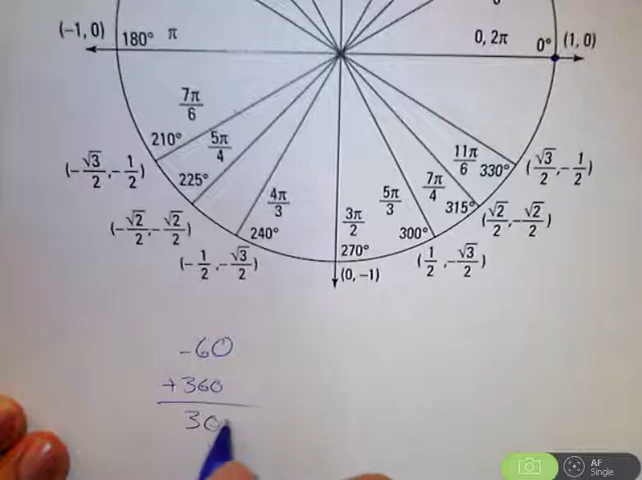 (-1, 0) 180° π 0, 2π 0° (1, 0)
7π/6
210°
(-√3/2, -1/2)
5π/4
225°
(-√2/2, -√2/2)
4π/3
240°
(-1/2, -√3/2)
3π/2
270°
(0, -1)
5π/3
300°
(1/2, -√3/2)
7π/4
315°
(√2/2, -√2/2)
11π/6
330°
(√3/2, -1/2)
-60
+360
30
AF
Single